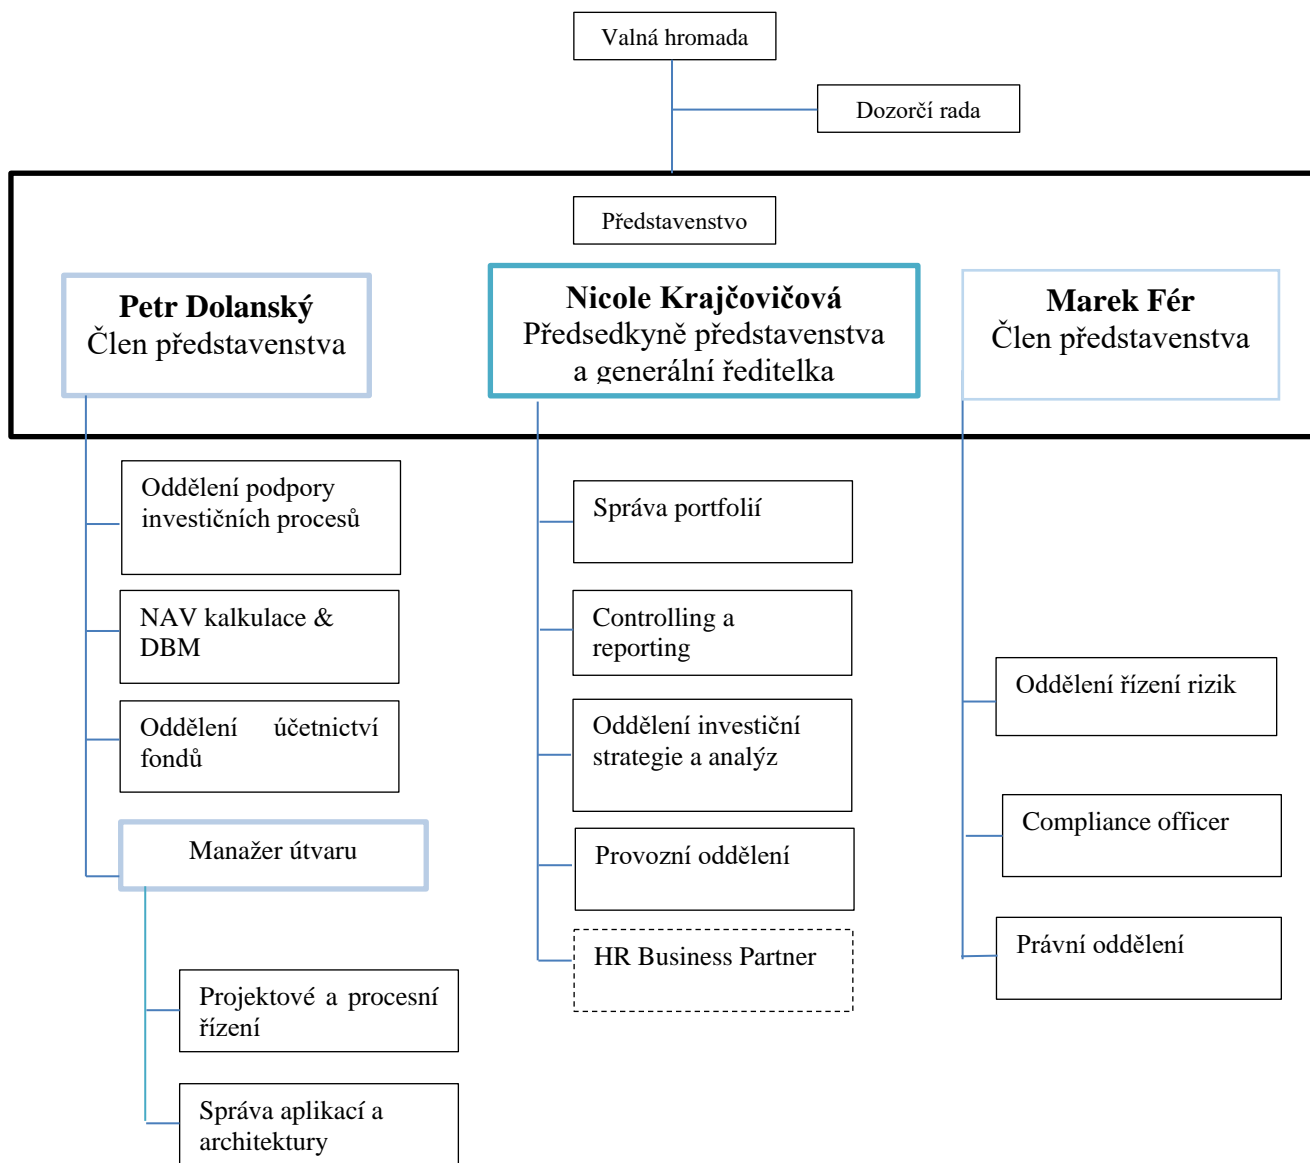 Valná hromada
Dozorčí rada
Představenstvo
Petr Dolanský
Člen představenstva
Nicole Krajčovičová
Předsedkyně představenstva
a generální ředitelka
Marek Fér
Člen představenstva
Oddělení podpory
investičních procesů
NAV kalkulace &
DBM
Oddělení účetnictví
fondů
Manažer útvaru
Projektové a procesní
řízení
Správa aplikací a
architektury
Správa portfolií
Controlling a
reporting
Oddělení investiční
strategie a analýz
Provozní oddělení
HR Business Partner
Oddělení řízení rizik
Compliance officer
Právní oddělení